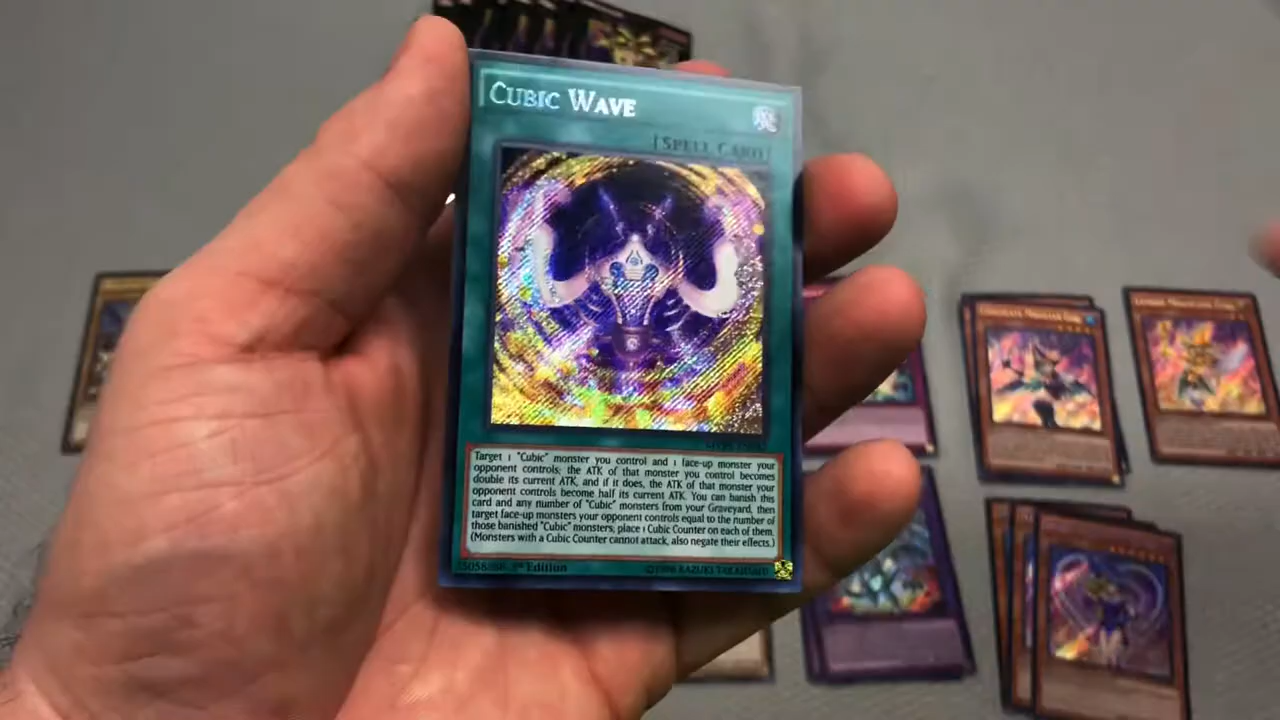 CUBIC WAVE
[SPELL CARD]
Target 1 "Cubic" monster you control and 1 face-up monster your
opponent controls; the ATK of that monster you control becomes
double its current ATK, and if it does, the ATK of that monster your
opponent controls become half its current ATK. You can banish this
card and any number of "Cubic" monsters from your Graveyard, then
target face-up monsters your opponent controls equal to the number of
those banished "Cubic" monsters; place 1 Cubic Counter on each of them.
(Monsters with a Cubic Counter cannot attack, also negate their effects.)
1st Edition
©1996 KAZUKI TAKAHASHI